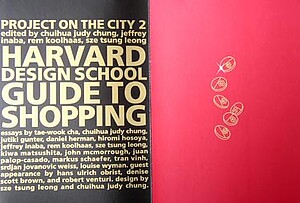 PROJECT ON THE CITY 2
edited by chuihua judy chung, jeffrey
inaba, rem koolhaas, sze tsung leong
HARVARD
DESIGN SCHOOL
GUIDE TO
SHOPPING
essays by tae-wook cha, chuihua judy chung,
jutiki gunter, daniel herman, hiromi hosoya,
jeffrey inaba, rem koolhaas, sze tsung leong,
kiwa matsushita, john mcmorrough, juan
palop-casado, markus schaefer, tran vinh,
srdjan jovanovic weiss, louise wyman. guest
appearance by hans ulrich obrist, denise
scott brown, and robert venturi. design by
sze tsung leong and chuihua judy chung.